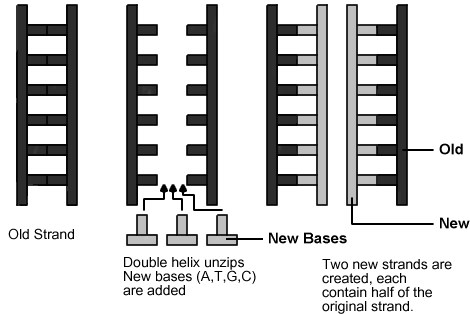 Old Strand
Double helix unzips
New bases (A,T,G,C)
are added
New Bases
Old
New
Two new strands are
created, each
contain half of the
original strand.